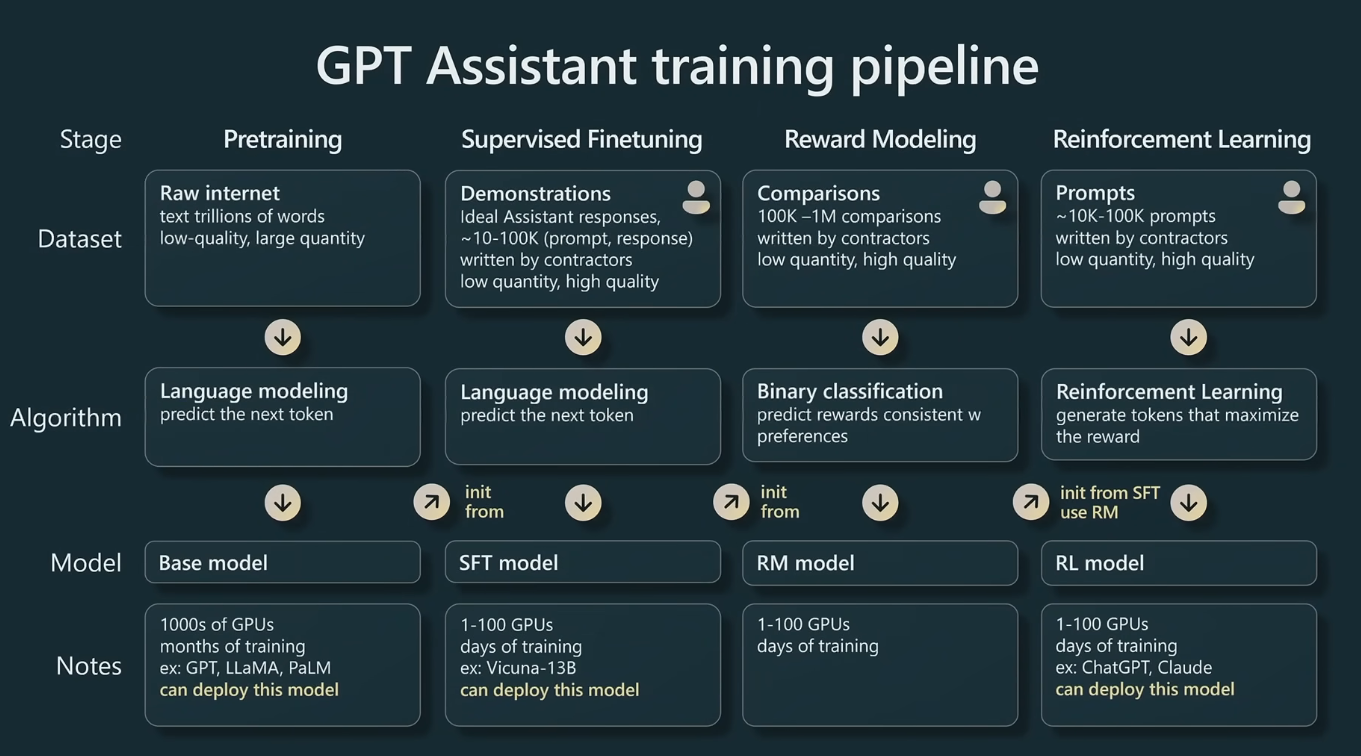 GPT Assistant training pipeline
Stage
Pretraining
Supervised Finetuning
Reward Modeling
Reinforcement Learning
Dataset
Raw internet
text trillions of words
low-quality, large quantity
Demonstrations
Ideal Assistant responses,
~10-100K (prompt, response)
written by contractors
low quantity, high quality
Comparisons
100K –1M comparisons
written by contractors
low quantity, high quality
Prompts
~10K-100K prompts
written by contractors
low quantity, high quality
Algorithm
Language modeling
predict the next token
Language modeling
predict the next token
Binary classification
predict rewards consistent w
preferences
Reinforcement Learning
generate tokens that maximize
the reward
init
from
init
from
init from SFT
use RM
Model
Base model
SFT model
RM model
RL model
Notes
1000s of GPUs
months of training
ex: GPT, LLaMA, PaLM
can deploy this model
1-100 GPUs
days of training
ex: Vicuna-13B
can deploy this model
1-100 GPUs
days of training
1-100 GPUs
days of training
ex: ChatGPT, Claude
can deploy this model